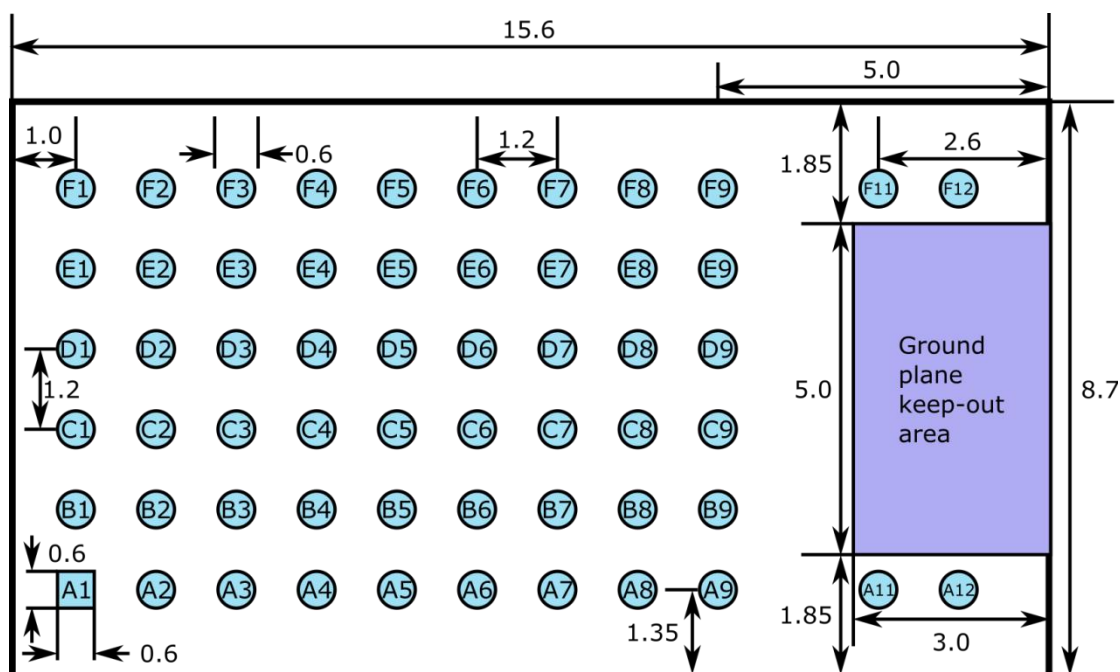 15.6
5.0
1.0
0.6
1.2
1.85
2.6
F1 F2 F3 F4 F5 F6 F7 F8 F9 F11 F12
E1 E2 E3 E4 E5 E6 E7 E8 E9
D1 D2 D3 D4 D5 D6 D7 D8 D9
Ground
plane
keep-out
area
1.2
5.0
8.7
C1 C2 C3 C4 C5 C6 C7 C8 C9
B1 B2 B3 B4 B5 B6 B7 B8 B9
0.6
A1 A2 A3 A4 A5 A6 A7 A8 A9 A11 A12
1.35
1.85
0.6
3.0